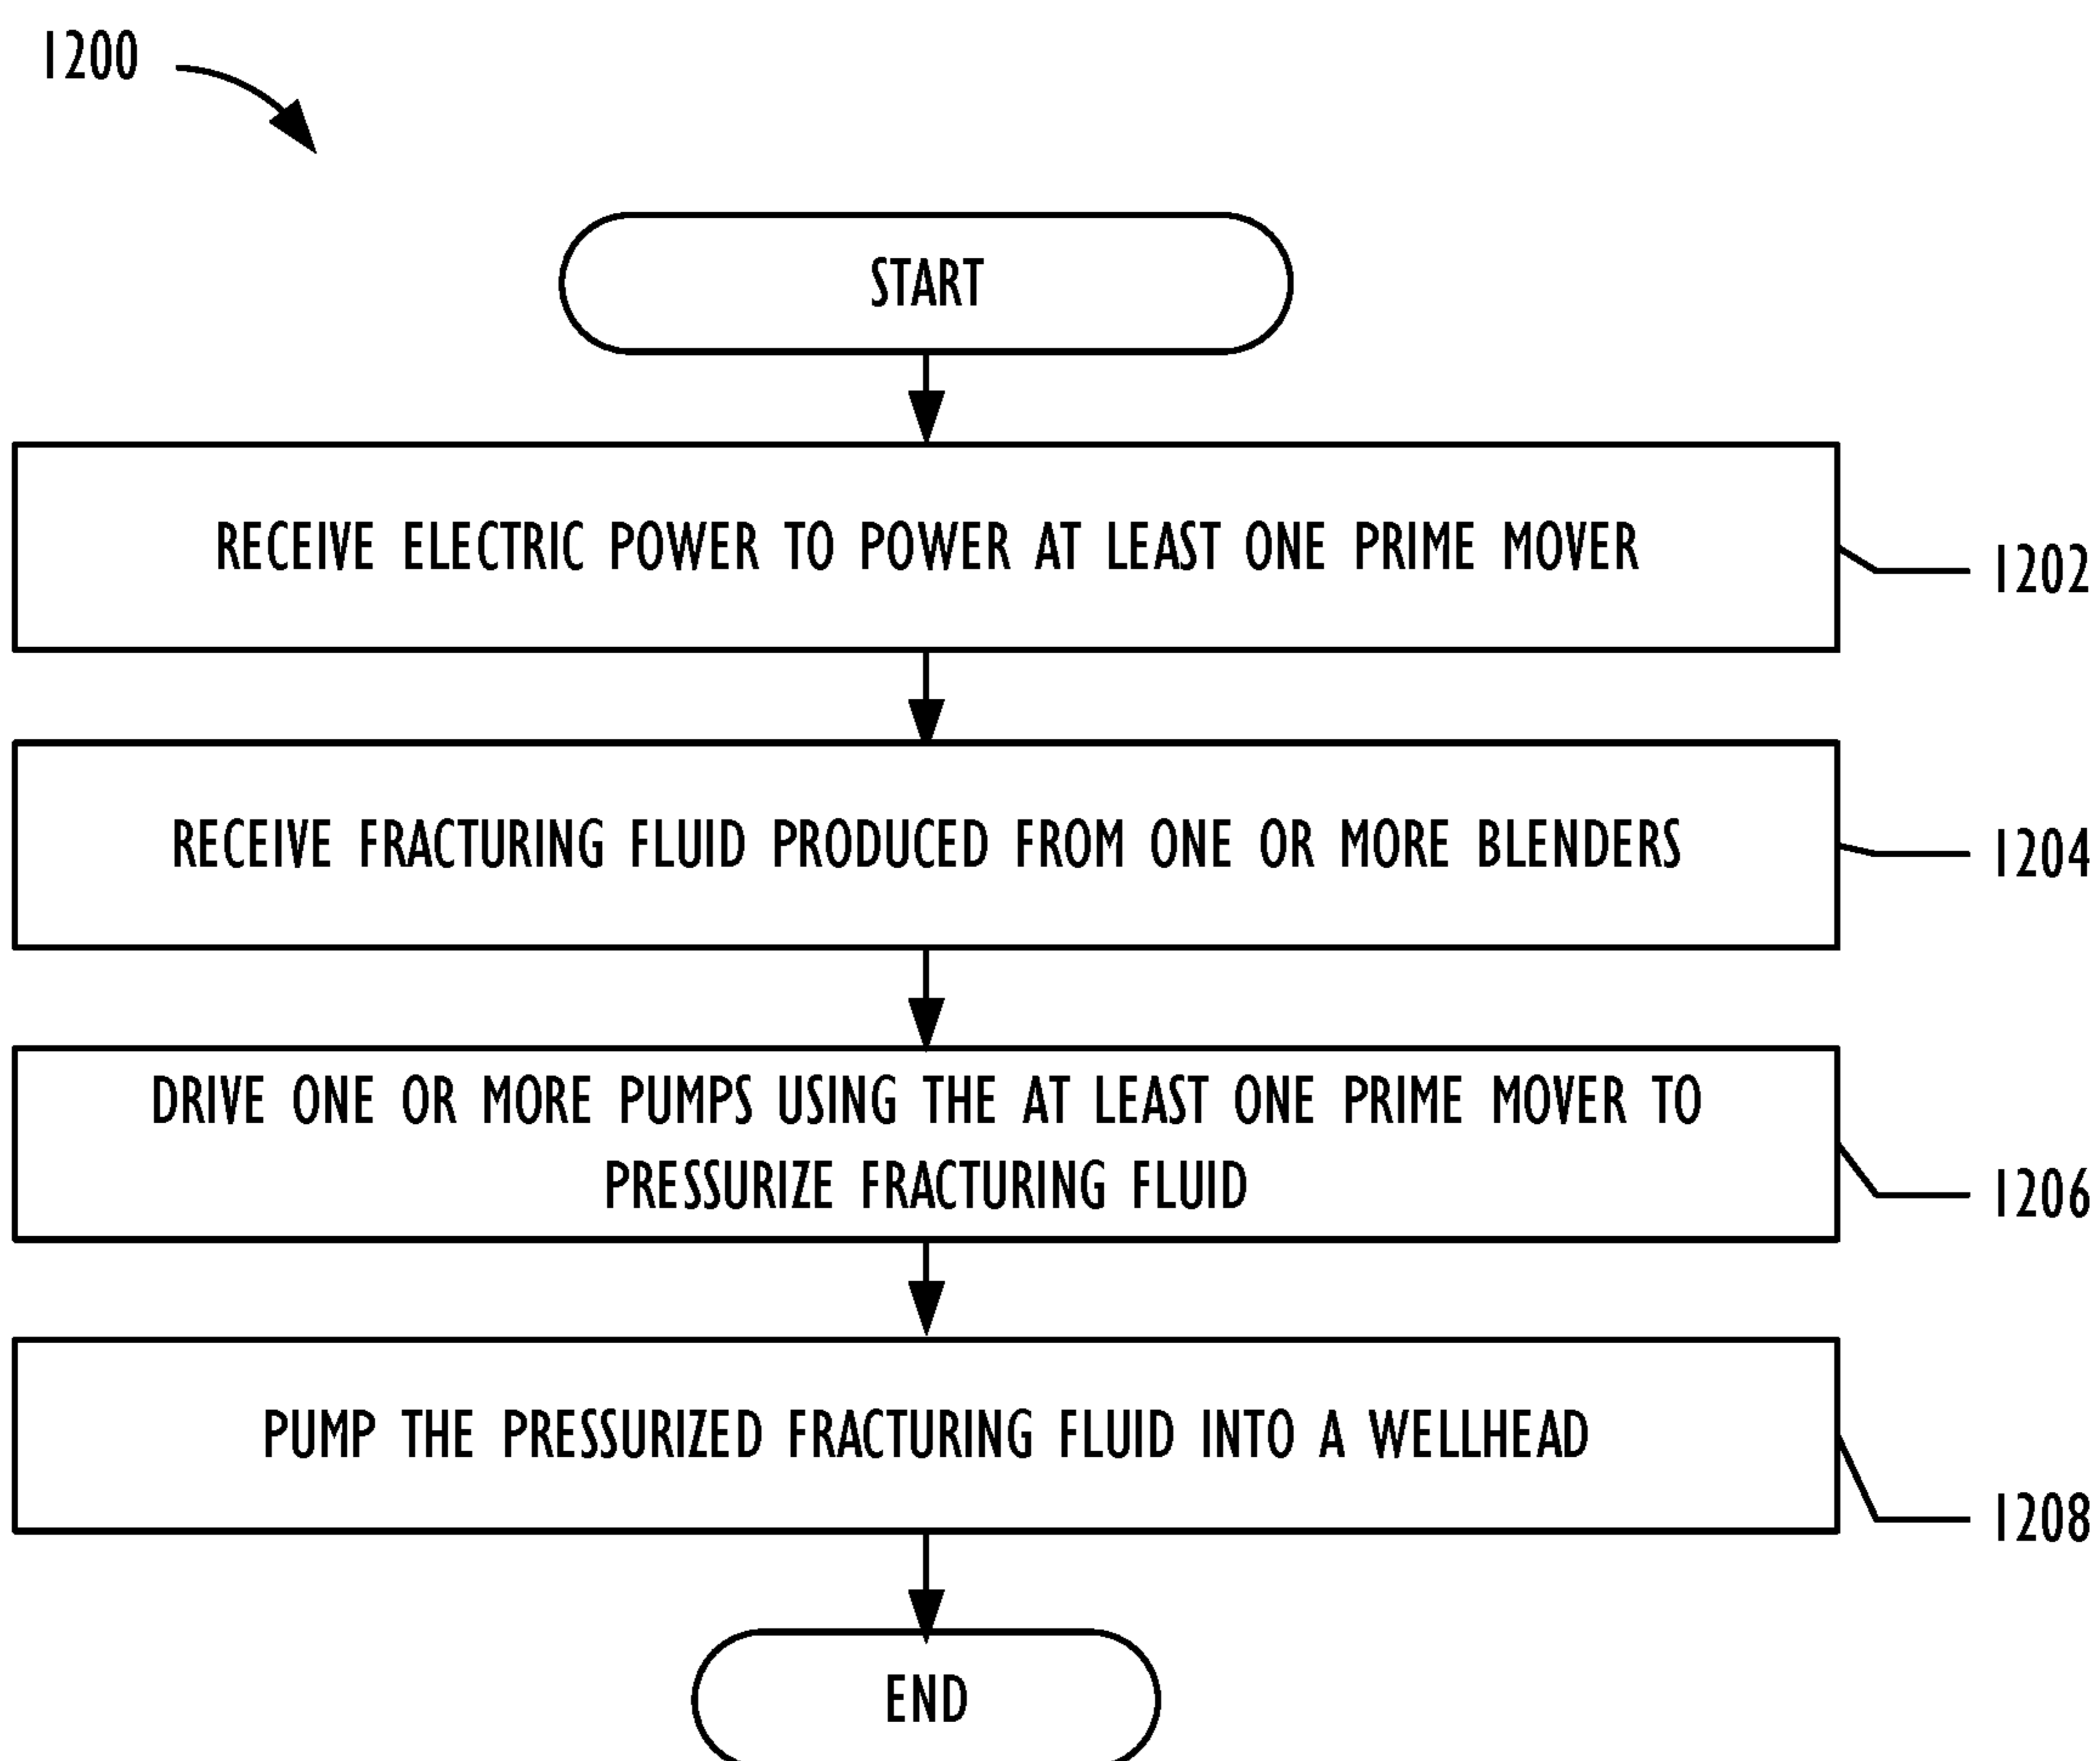 1200
START
RECEIVE ELECTRIC POWER TO POWER AT LEAST ONE PRIME MOVER
1202
RECEIVE FRACTURING FLUID PRODUCED FROM ONE OR MORE BLENDERS
1204
DRIVE ONE OR MORE PUMPS USING THE AT LEAST ONE PRIME MOVER TO
PRESSURIZE FRACTURING FLUID
1206
PUMP THE PRESSURIZED FRACTURING FLUID INTO A WELLHEAD
1208
END